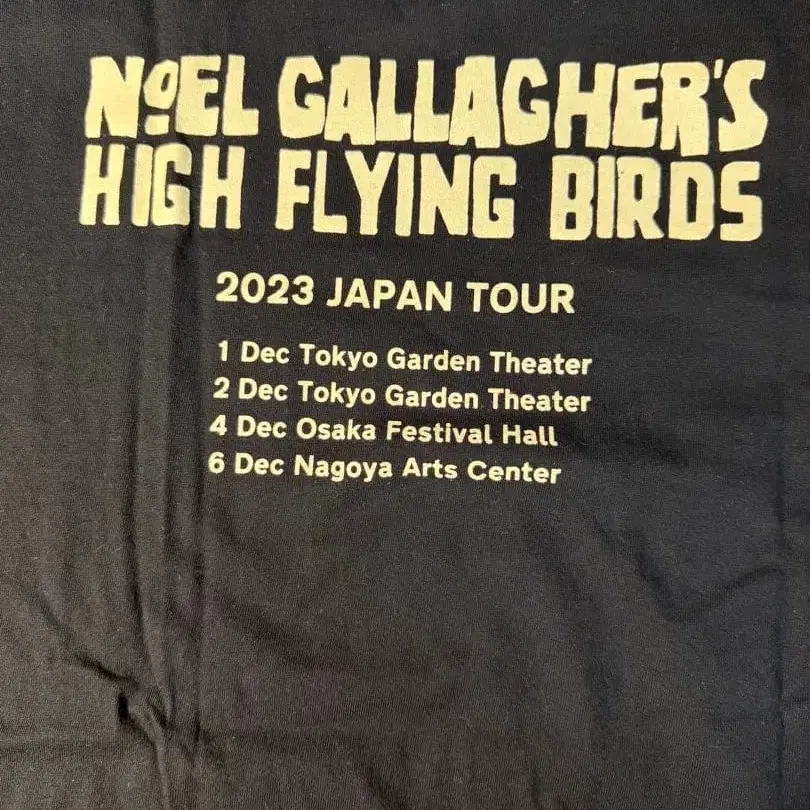 NOEL GALLAGHER'S
HIGH FLYING BIRDS
2023 JAPAN TOUR
1 Dec Tokyo Garden Theater
2 Dec Tokyo Garden Theater
4 Dec Osaka Festival Hall
6 Dec Nagoya Arts Center